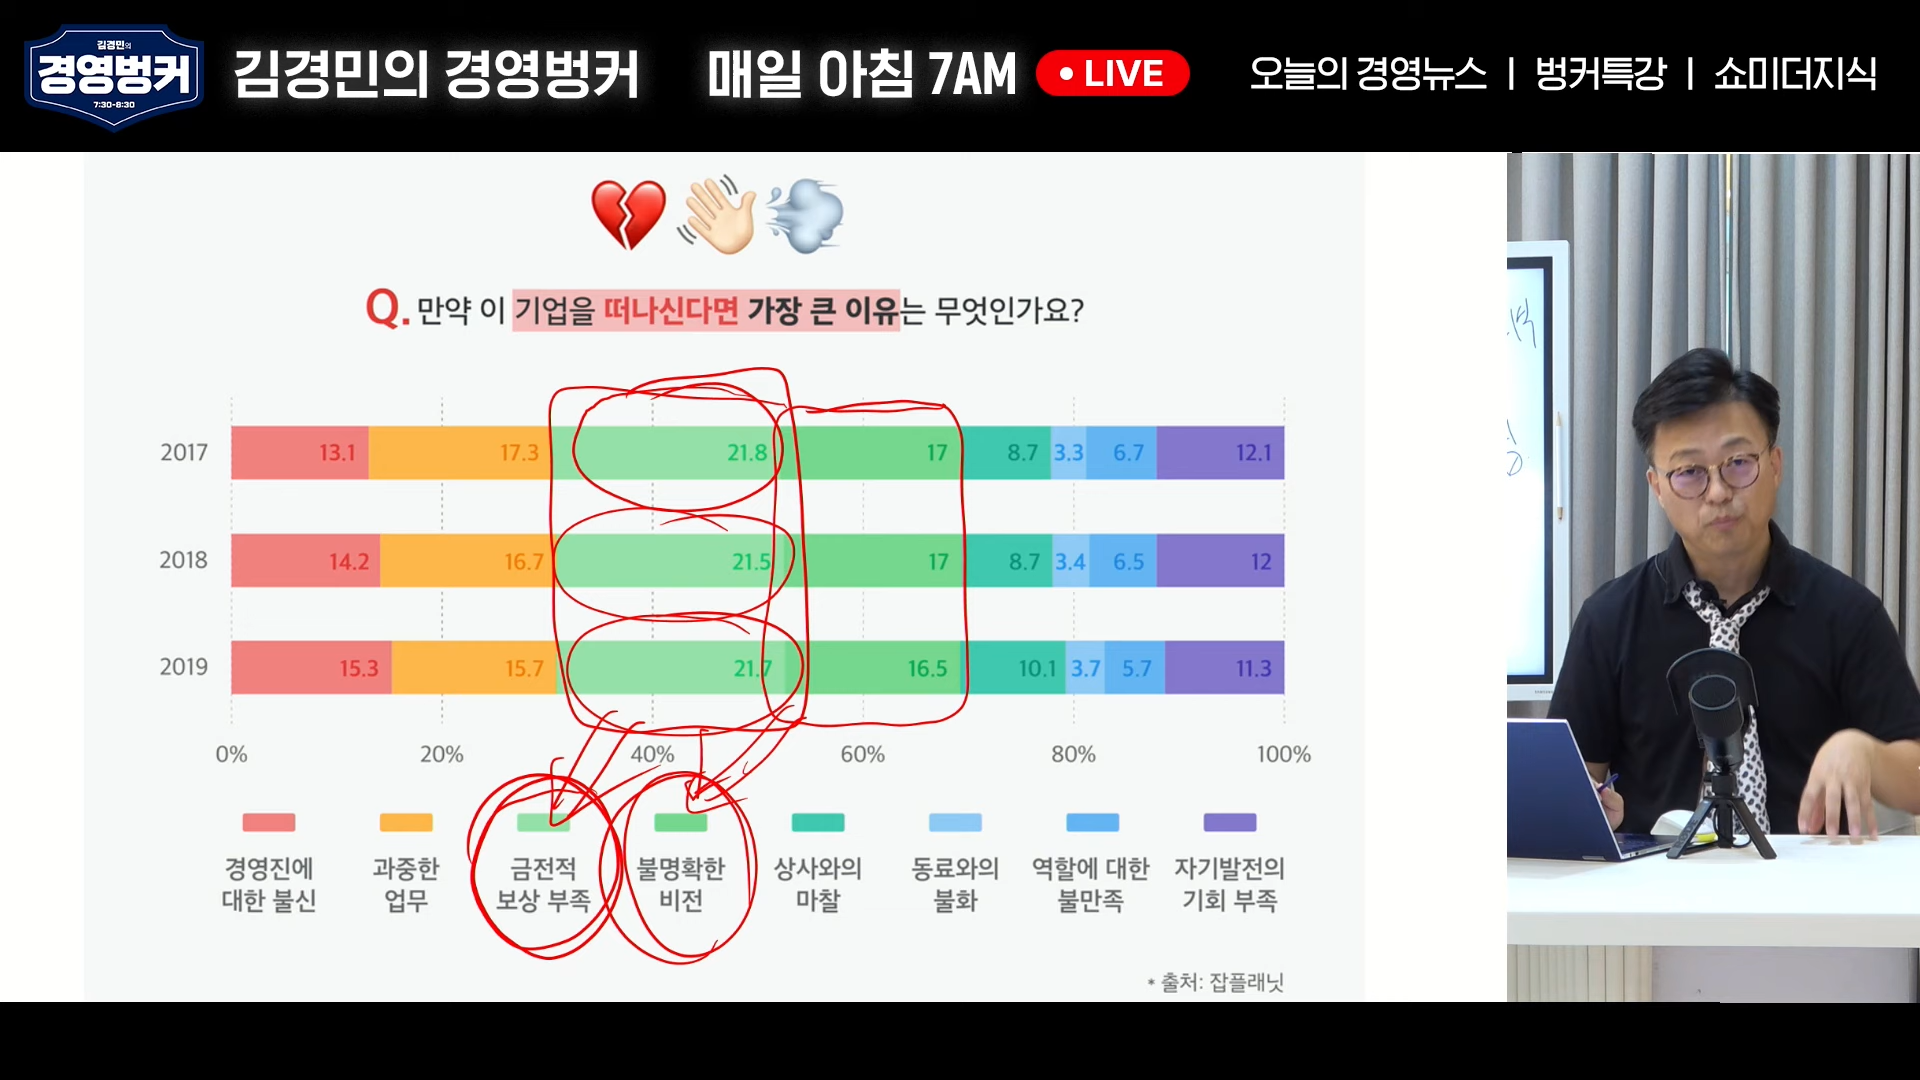 김경민의
경영벙커
7:30-8:30
김경민의 경영벙커 매일 아침 7AM • LIVE 오늘의 경영뉴스 | 벙커특강 | 쇼미더지식
Q. 만약 이 기업을 떠나신다면 가장 큰 이유는 무엇인가요?
2017 13.1 17.3 21.8 17 8.7 3.3 6.7 12.1
2018 14.2 16.7 21.5 17 8.7 3.4 6.5 12
2019 15.3 15.7 21.7 16.5 10.1 3.7 5.7 11.3
0% 20% 40% 60% 80% 100%
경영진에 과중한 금전적 불명확한 상사와의 동료와의 역할에 대한 자기발전의
대한 불신 업무 보상 부족 비전 마찰 불화 불만족 기회 부족
* 출처: 잡플래닛